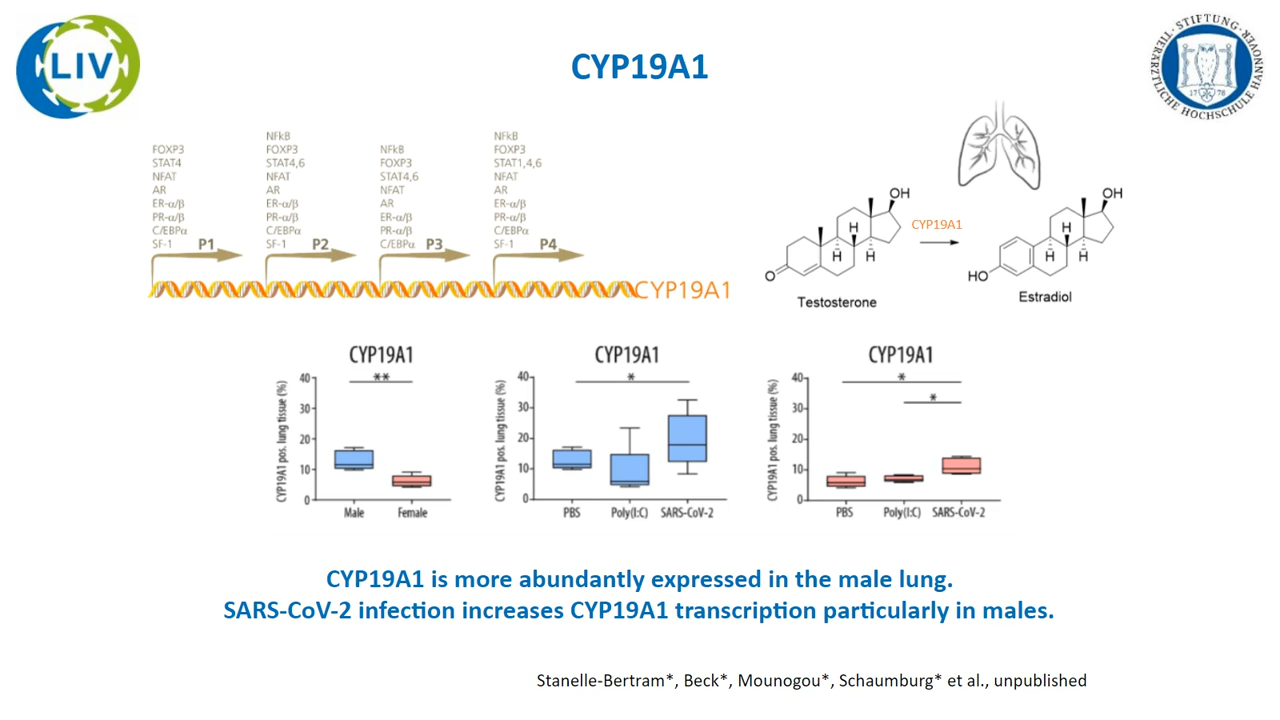 LIV
CYP19A1
STIFTUNG · TIERÄRZTLICHE HOCHSCHULE HANNOVER
1778
FOXP3
STAT4
NFAT
AR
ER-α/β
PR-α/β
C/EBPα
SF-1
P1
NFkB
FOXP3
STAT4,6
NFAT
AR
ER-α/β
PR-α/β
C/EBPα
SF-1
P2
NFkB
FOXP3
STAT4,6
NFAT
AR
ER-α/β
PR-α/β
C/EBPα
P3
NFkB
FOXP3
STAT1,4,6
NFAT
AR
ER-α/β
PR-α/β
C/EBPα
SF-1
P4
CYP19A1
OH
H
H
H
O
Testosterone
CYP19A1
OH
H
H
H
HO
Estradiol
CYP19A1
**
CYP19A1 pos. lung tissue (%)
40
30
20
10
0
Male Female
CYP19A1
*
CYP19A1 pos. lung tissue (%)
40
30
20
10
0
PBS Poly(I:C) SARS-CoV-2
CYP19A1
*
*
CYP19A1 pos. lung tissue (%)
40
30
20
10
0
PBS Poly(I:C) SARS-CoV-2
CYP19A1 is more abundantly expressed in the male lung.
SARS-CoV-2 infection increases CYP19A1 transcription particularly in males.
Stanelle-Bertram*, Beck*, Mounogou*, Schaumburg* et al., unpublished